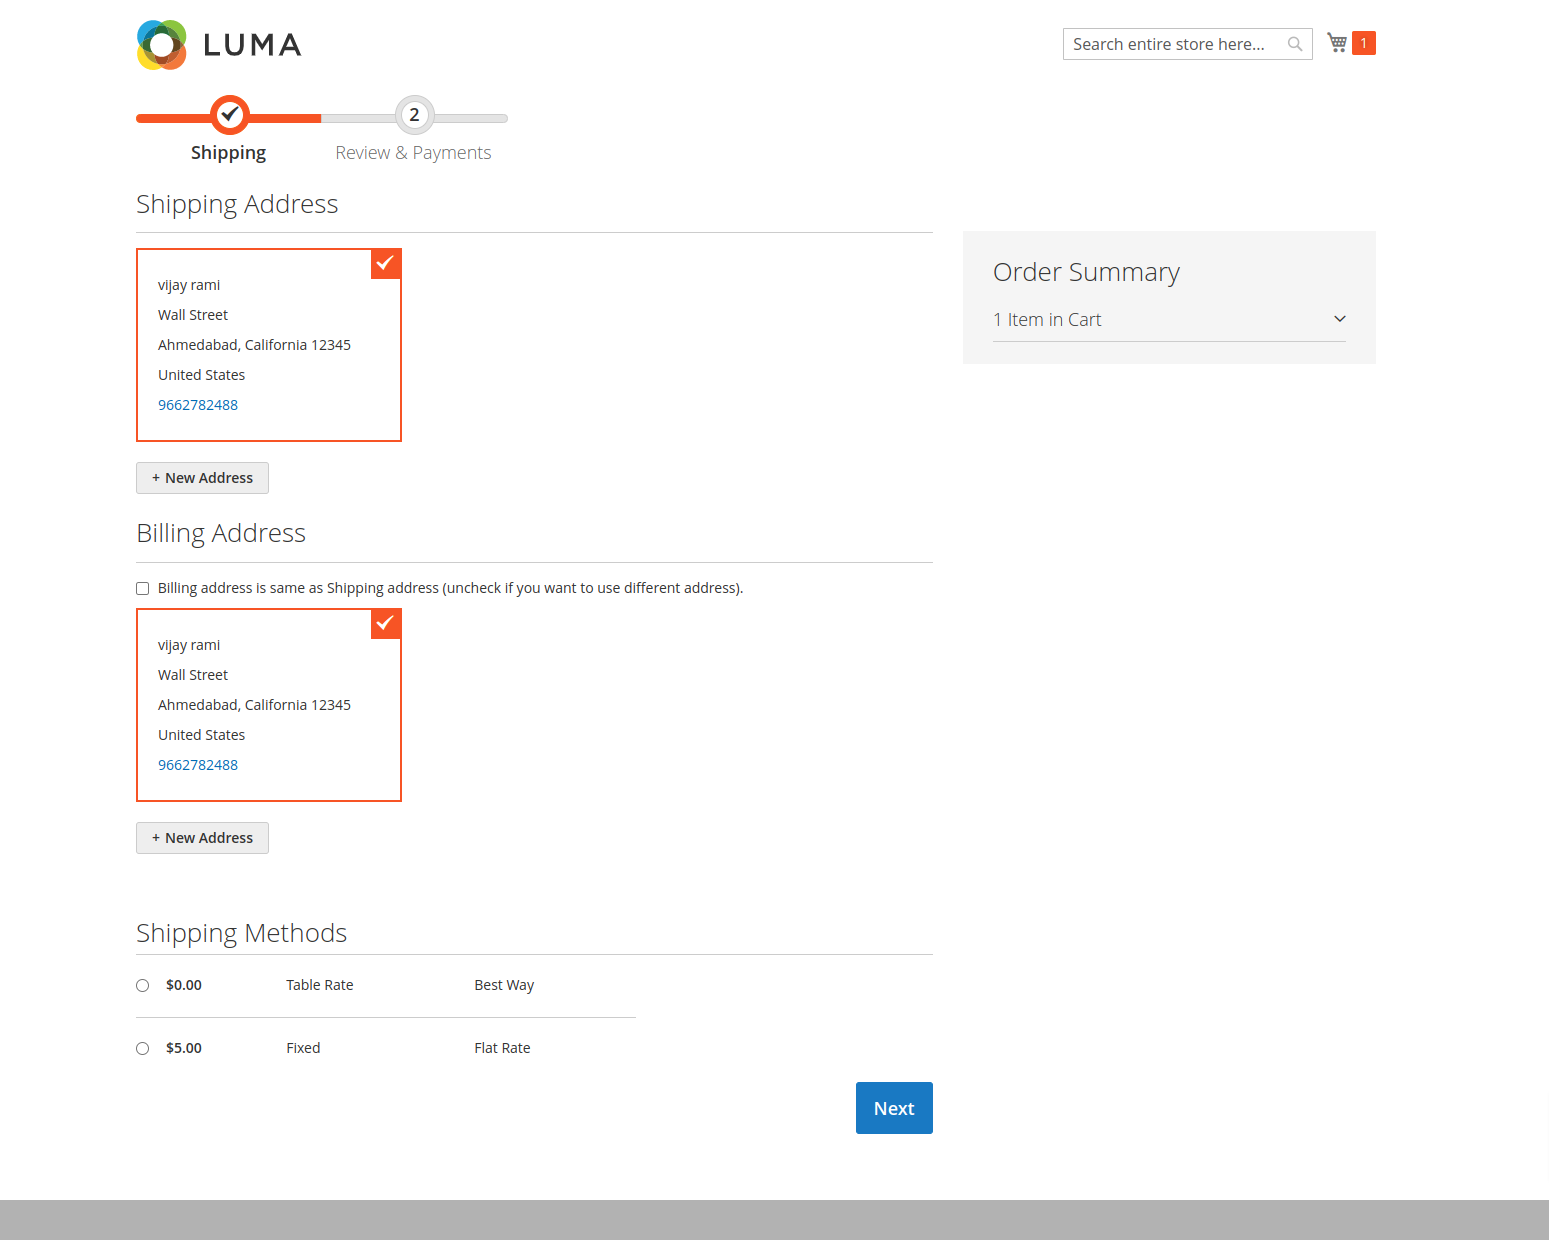 LUMA
Search entire store here...
1
2
Shipping
Review & Payments
Shipping Address
vijay rami
Wall Street
Ahmedabad, California 12345
United States
9662782488
+ New Address
Order Summary
1 Item in Cart
Billing Address
Billing address is same as Shipping address (uncheck if you want to use different address).
vijay rami
Wall Street
Ahmedabad, California 12345
United States
9662782488
+ New Address
Shipping Methods
$0.00 Table Rate Best Way
$5.00 Fixed Flat Rate
Next